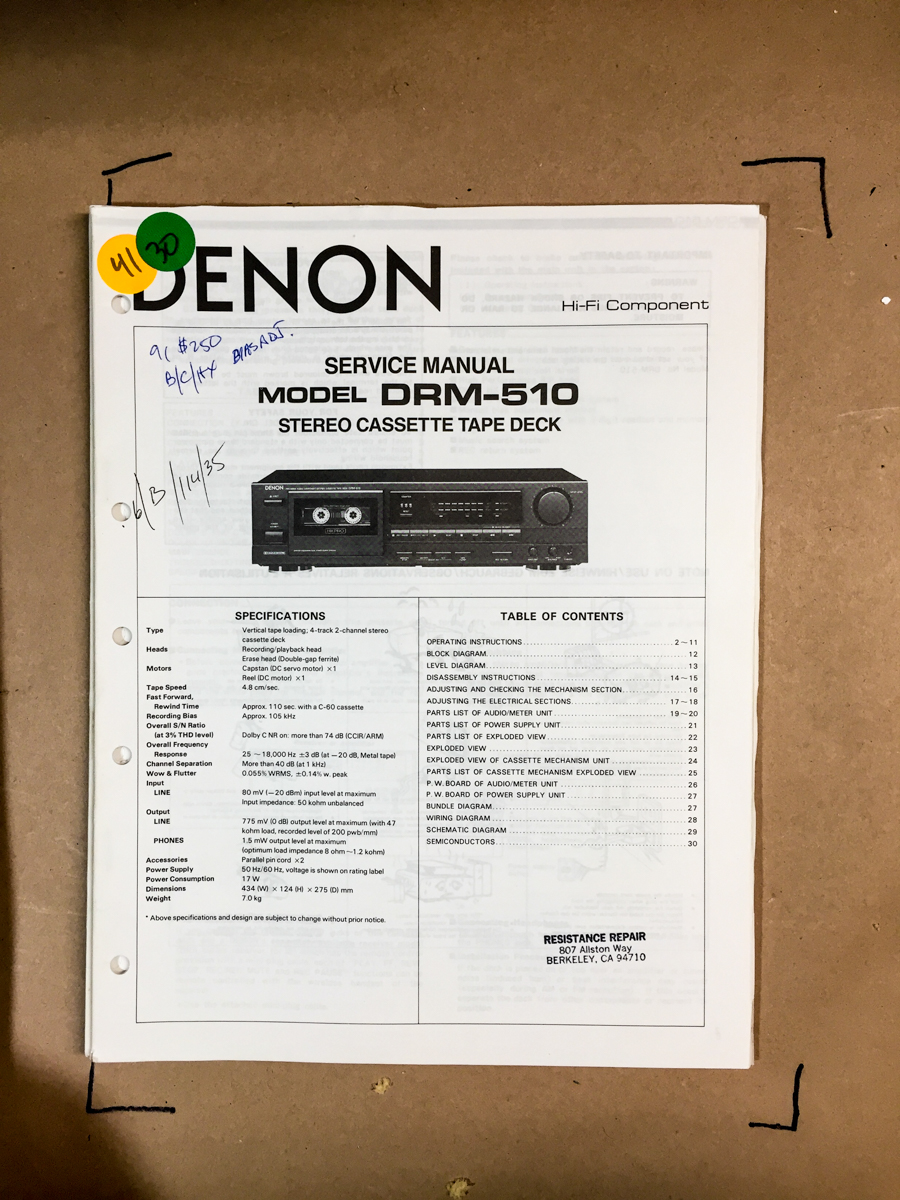 41
30
DENON
Hi-Fi Component
91 $250
B/C/HX BIAS ADJ.
SERVICE MANUAL
MODEL DRM-510
STEREO CASSETTE TAPE DECK
6/B/114/35
DENON
SPECIFICATIONS
Type Vertical tape loading; 4-track 2-channel stereo
cassette deck
Heads Recording/playback head
Erase head (Double-gap ferrite)
Motors Capstan (DC servo motor) ×1
Reel (DC motor) ×1
Tape Speed 4.8 cm/sec.
Fast Forward,
Rewind Time Approx. 110 sec. with a C-60 cassette
Recording Bias Approx. 105 kHz
Overall S/N Ratio
(at 3% THD level) Dolby C NR on: more than 74 dB (CCIR/ARM)
Overall Frequency
Response 25 ~ 18,000 Hz ±3 dB (at −20 dB, Metal tape)
Channel Separation More than 40 dB (at 1 kHz)
Wow & Flutter 0.055% WRMS, ±0.14% w. peak
Input
LINE 80 mV (−20 dBm) input level at maximum
Input impedance: 50 kohm unbalanced
Output
LINE 775 mV (0 dB) output level at maximum (with 47
kohm load, recorded level of 200 pwb/mm)
PHONES 1.5 mW output level at maximum
(optimum load impedance 8 ohm ~1.2 kohm)
Accessories Parallel pin cord ×2
Power Supply 50 Hz/60 Hz, voltage is shown on rating label
Power Consumption 17 W
Dimensions 434 (W) × 124 (H) × 275 (D) mm
Weight 7.0 kg
* Above specifications and design are subject to change without prior notice.
TABLE OF CONTENTS
OPERATING INSTRUCTIONS 2 ~ 11
BLOCK DIAGRAM 12
LEVEL DIAGRAM 13
DISASSEMBLY INSTRUCTIONS 14 ~ 15
ADJUSTING AND CHECKING THE MECHANISM SECTION 16
ADJUSTING THE ELECTRICAL SECTIONS 17 ~ 18
PARTS LIST OF AUDIO/METER UNIT 19 ~ 20
PARTS LIST OF POWER SUPPLY UNIT 21
PARTS LIST OF EXPLODED VIEW 22
EXPLODED VIEW 23
EXPLODED VIEW OF CASSETTE MECHANISM UNIT 24
PARTS LIST OF CASSETTE MECHANISM EXPLODED VIEW 25
P. W. BOARD OF AUDIO/METER UNIT 26
P. W. BOARD OF POWER SUPPLY UNIT 27
BUNDLE DIAGRAM 27
WIRING DIAGRAM 28
SCHEMATIC DIAGRAM 29
SEMICONDUCTORS 30
RESISTANCE REPAIR
807 Allston Way
BERKELEY, CA 94710